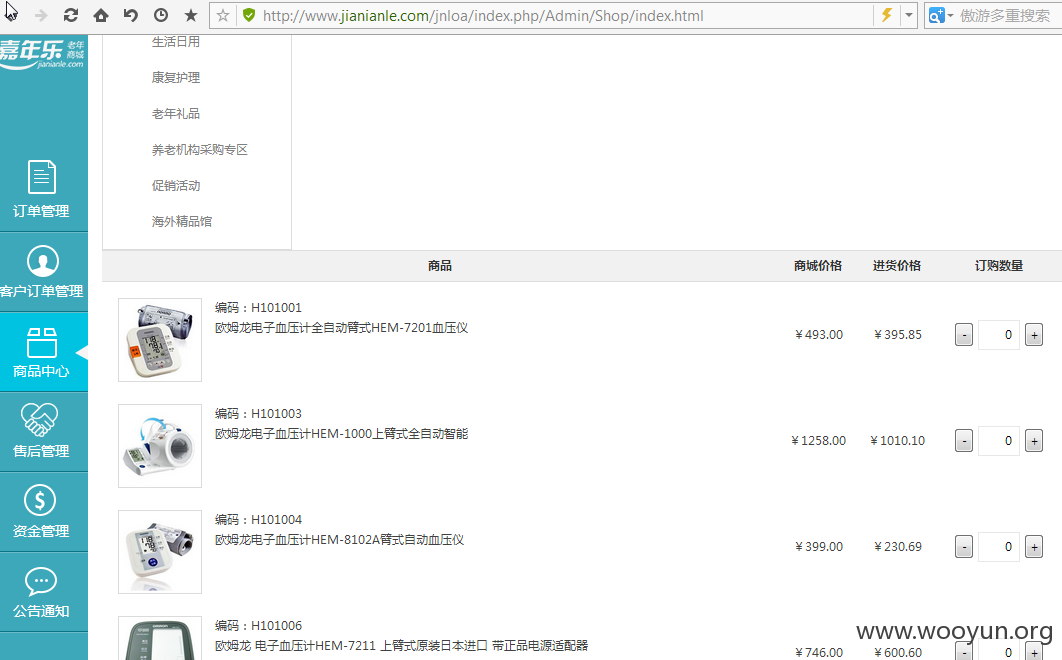 http://www.jianianle.com/jnloa/index.php/Admin/Shop/index.html
傲游多重搜索
嘉年乐 老年商城
jianianle.com
订单管理
客户订单管理
商品中心
售后管理
资金管理
公告通知
生活日用
康复护理
老年礼品
养老机构采购专区
促销活动
海外精品馆
商品 商城价格 进货价格 订购数量
编码：H101001
欧姆龙电子血压计全自动臂式HEM-7201血压仪
￥493.00 ￥395.85 - 0 +
编码：H101003
欧姆龙电子血压计HEM-1000上臂式全自动智能
￥1258.00 ￥1010.10 - 0 +
编码：H101004
欧姆龙电子血压计HEM-8102A臂式自动血压仪
￥399.00 ￥230.69 - 0 +
编码：H101006
欧姆龙 电子血压计HEM-7211 上臂式原装日本进口 带正品电源适配器
￥746.00 ￥600.60 - 0 +
www.wooyun.org